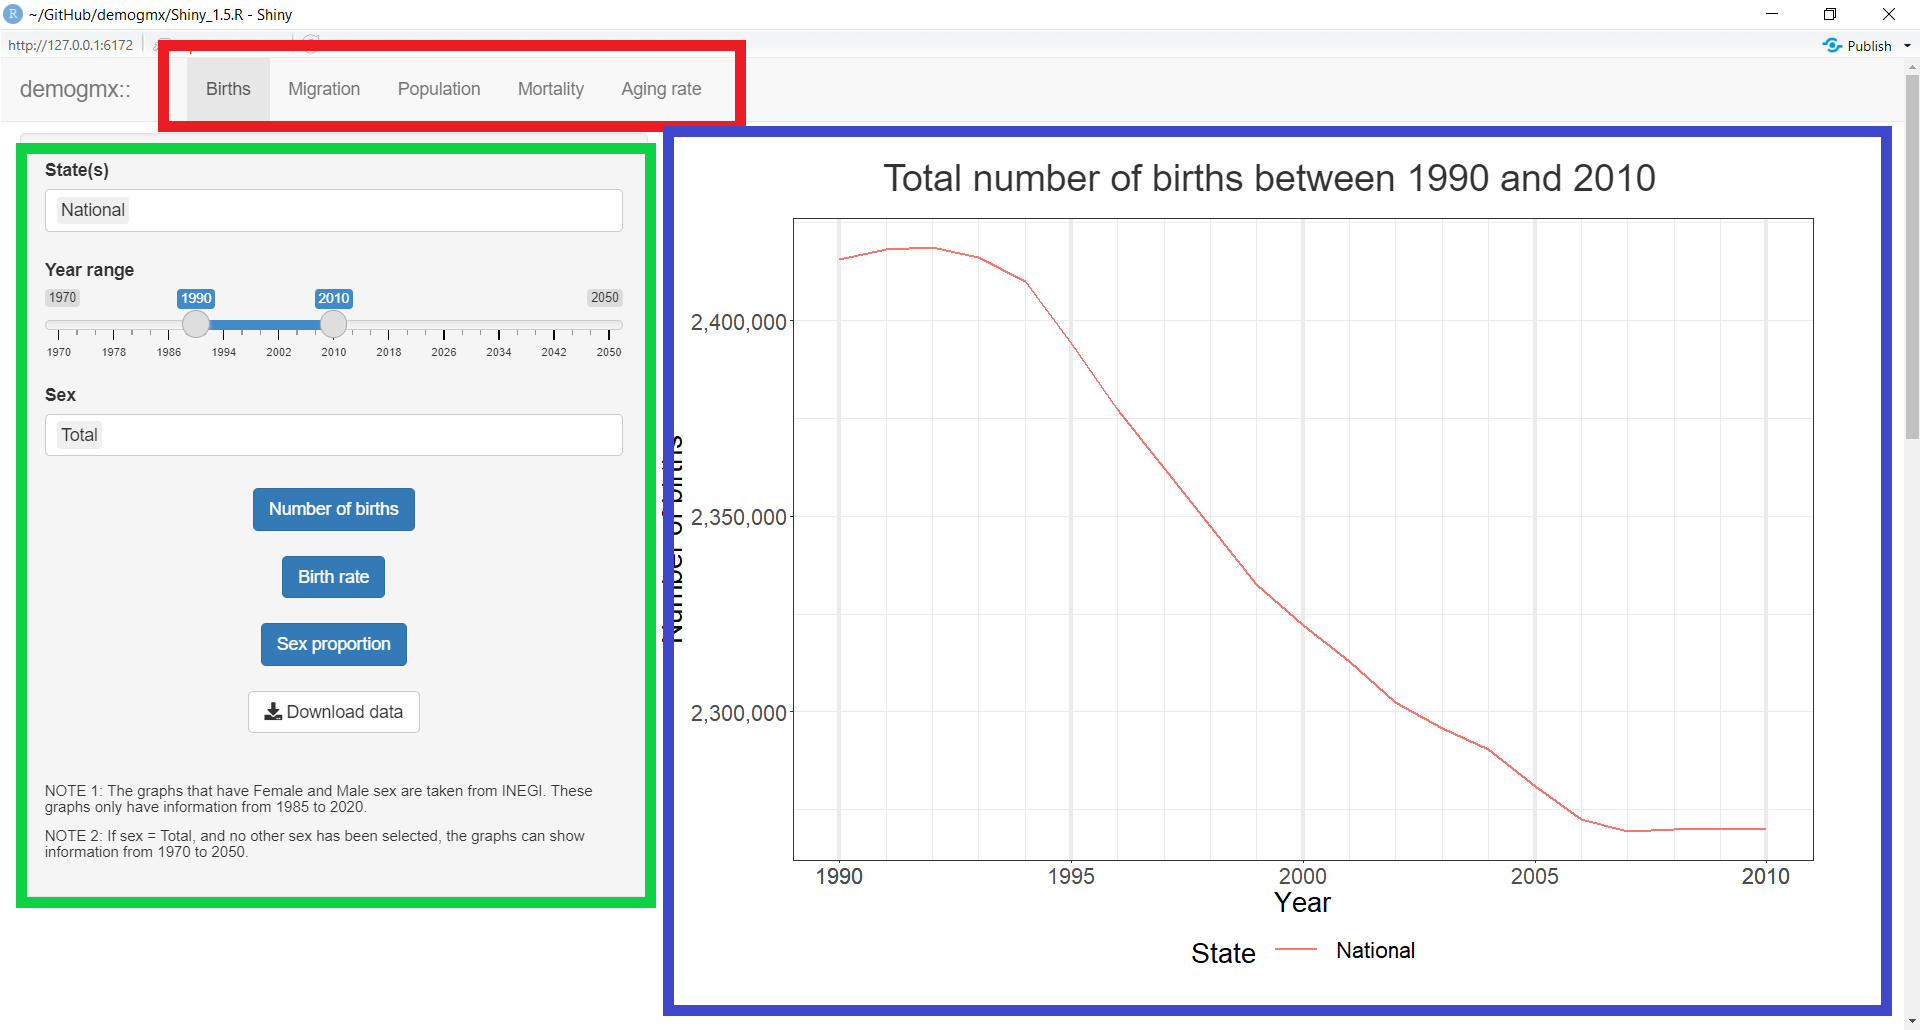 ~/GitHub/demogmx/Shiny_1.5.R - Shiny
http://127.0.0.1:6172
Publish
demogmx::
Births Migration Population Mortality Aging rate
State(s)
National
Year range
1970 1990 2010 2050
1970 1978 1986 1994 2002 2010 2018 2026 2034 2042 2050
Sex
Total
Number of births
Birth rate
Sex proportion
Download data
NOTE 1: The graphs that have Female and Male sex are taken from INEGI. These
graphs only have information from 1985 to 2020.
NOTE 2: If sex = Total, and no other sex has been selected, the graphs can show
information from 1970 to 2050.
Total number of births between 1990 and 2010
Number of births
2,400,000
2,350,000
2,300,000
1990 1995 2000 2005 2010
Year
State National